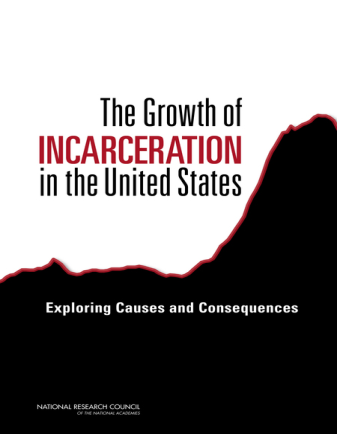 The Growth of
INCARCERATION
in the United States
Exploring Causes and Consequences
NATIONAL RESEARCH COUNCIL
OF THE NATIONAL ACADEMIES